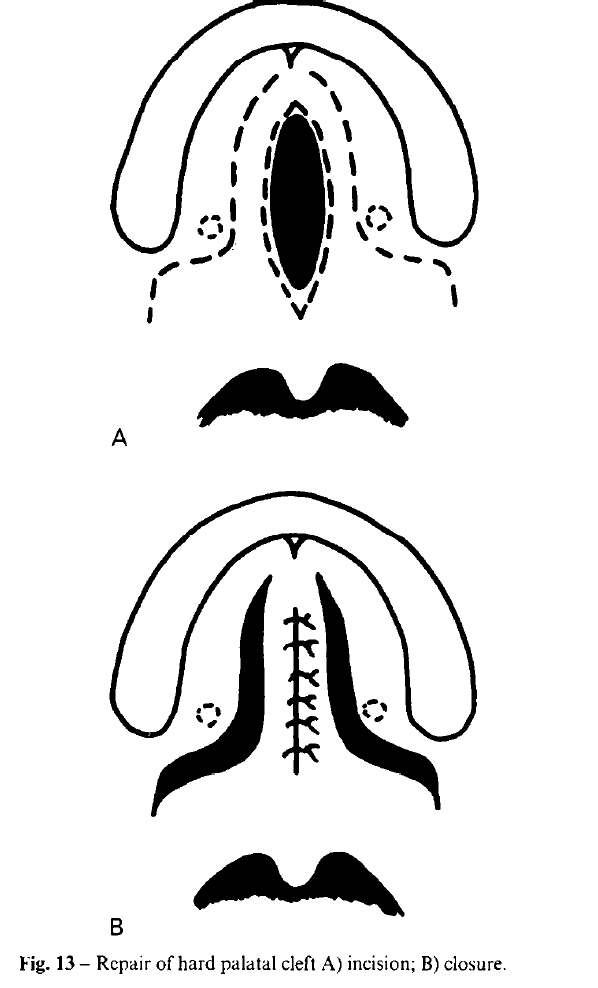 A
B
Fig. 13 – Repair of hard palatal cleft A) incision; B) closure.